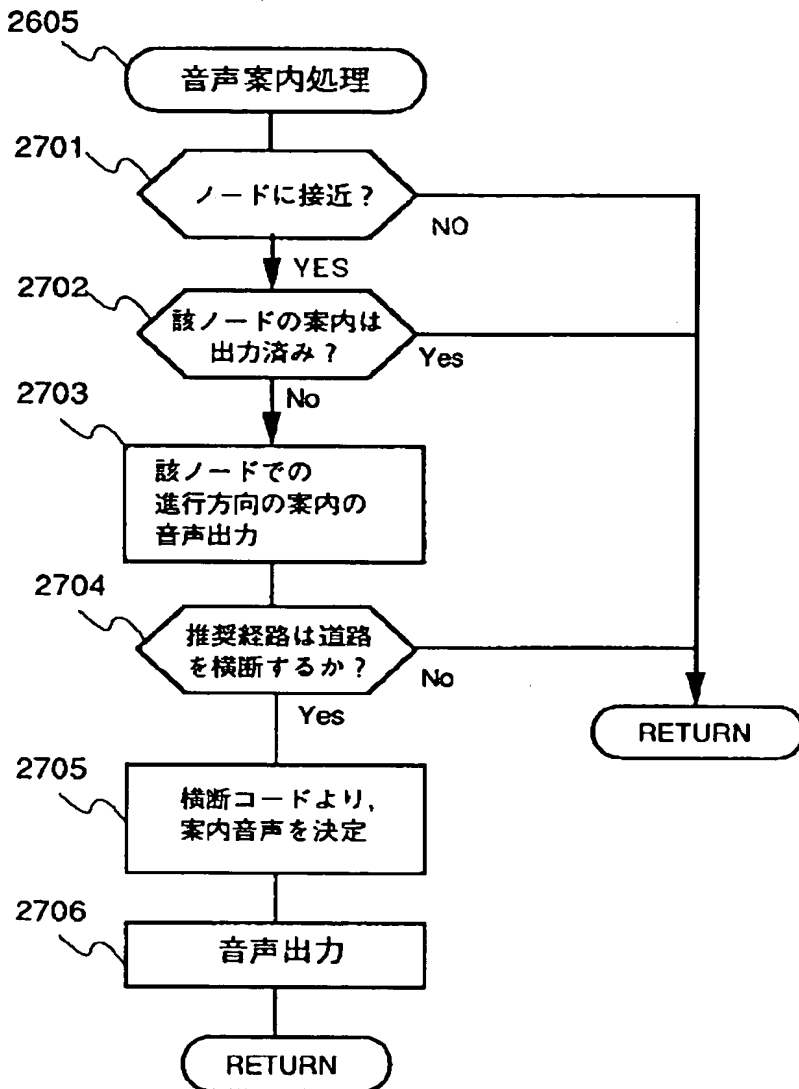 2605
音声案内処理
2701
ノードに接近？
NO
YES
2702
該ノードの案内は
出力済み？
Yes
No
2703
該ノードでの
進行方向の案内の
音声出力
2704
推奨経路は道路
を横断するか？
No
Yes
RETURN
2705
横断コードより，
案内音声を決定
2706
音声出力
RETURN